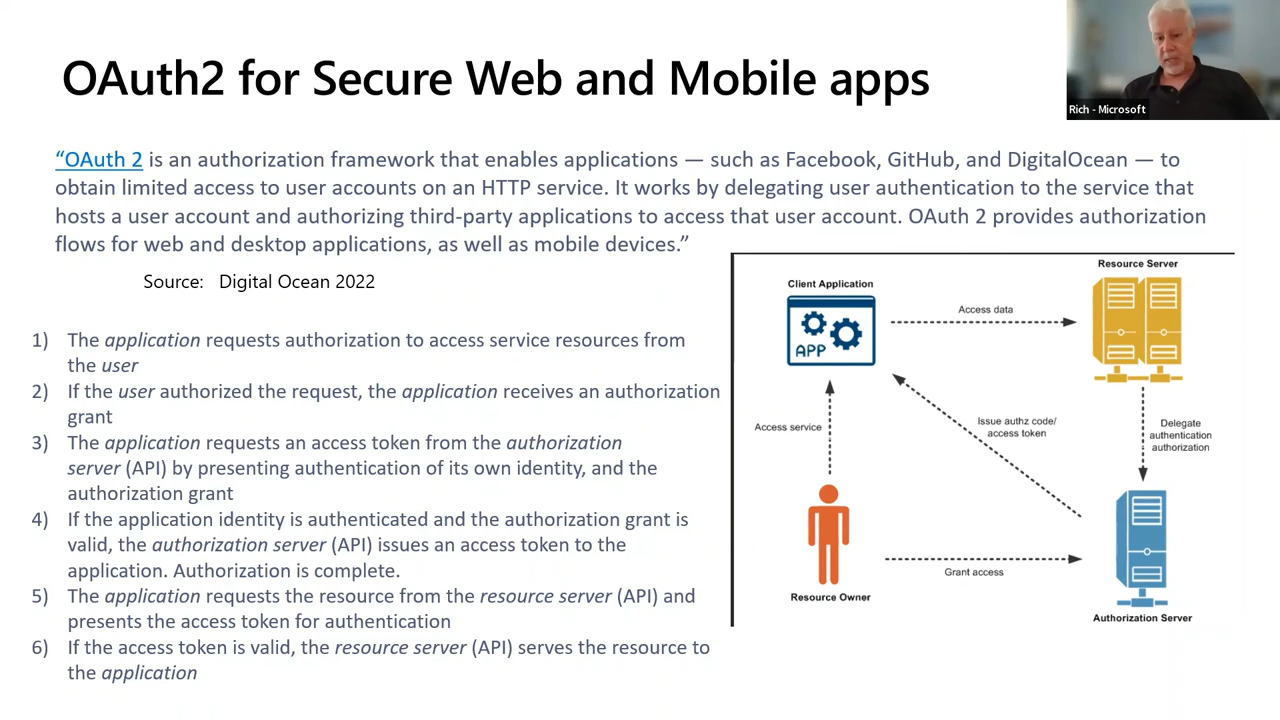 OAuth2 for Secure Web and Mobile apps
Rich - Microsoft
“OAuth 2 is an authorization framework that enables applications — such as Facebook, GitHub, and DigitalOcean — to
obtain limited access to user accounts on an HTTP service. It works by delegating user authentication to the service that
hosts a user account and authorizing third-party applications to access that user account. OAuth 2 provides authorization
flows for web and desktop applications, as well as mobile devices.”
Source: Digital Ocean 2022
1) The application requests authorization to access service resources from
the user
2) If the user authorized the request, the application receives an authorization
grant
3) The application requests an access token from the authorization
server (API) by presenting authentication of its own identity, and the
authorization grant
4) If the application identity is authenticated and the authorization grant is
valid, the authorization server (API) issues an access token to the
application. Authorization is complete.
5) The application requests the resource from the resource server (API) and
presents the access token for authentication
6) If the access token is valid, the resource server (API) serves the resource to
the application
Resource Server
Client Application
Access data
APP
Access service
Issue authz code/
access token
Delegate
authentication
authorization
Grant access
Resource Owner
Authorization Server